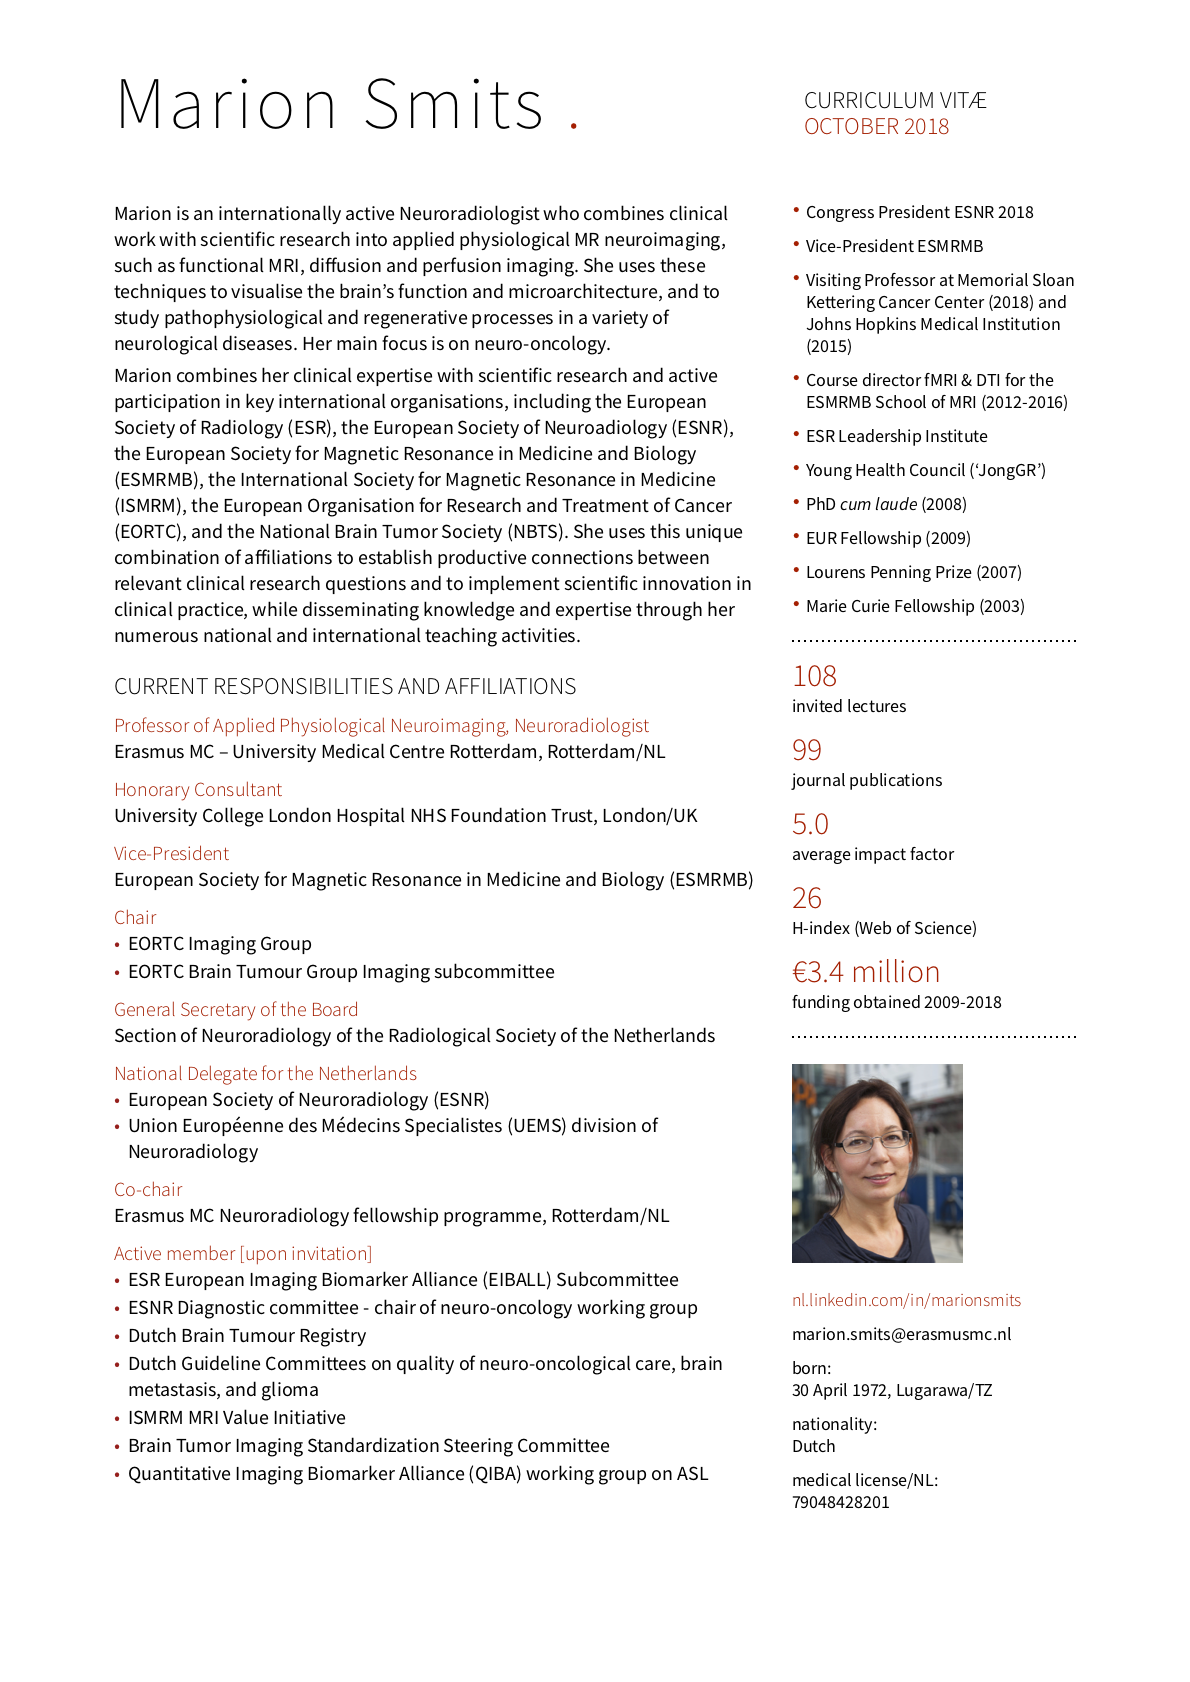 Marion Smits .
CURRICULUM VITÆ
OCTOBER 2018
Marion is an internationally active Neuroradiologist who combines clinical
work with scientific research into applied physiological MR neuroimaging,
such as functional MRI, diffusion and perfusion imaging. She uses these
techniques to visualise the brain’s function and microarchitecture, and to
study pathophysiological and regenerative processes in a variety of
neurological diseases. Her main focus is on neuro-oncology.
Marion combines her clinical expertise with scientific research and active
participation in key international organisations, including the European
Society of Radiology (ESR), the European Society of Neuroadiology (ESNR),
the European Society for Magnetic Resonance in Medicine and Biology
(ESMRMB), the International Society for Magnetic Resonance in Medicine
(ISMRM), the European Organisation for Research and Treatment of Cancer
(EORTC), and the National Brain Tumor Society (NBTS). She uses this unique
combination of affiliations to establish productive connections between
relevant clinical research questions and to implement scientific innovation in
clinical practice, while disseminating knowledge and expertise through her
numerous national and international teaching activities.
CURRENT RESPONSIBILITIES AND AFFILIATIONS
Professor of Applied Physiological Neuroimaging, Neuroradiologist
Erasmus MC – University Medical Centre Rotterdam, Rotterdam/NL
Honorary Consultant
University College London Hospital NHS Foundation Trust, London/UK
Vice-President
European Society for Magnetic Resonance in Medicine and Biology (ESMRMB)
Chair
• EORTC Imaging Group
• EORTC Brain Tumour Group Imaging subcommittee
General Secretary of the Board
Section of Neuroradiology of the Radiological Society of the Netherlands
National Delegate for the Netherlands
• European Society of Neuroradiology (ESNR)
• Union Européenne des Médecins Specialistes (UEMS) division of
Neuroradiology
Co-chair
Erasmus MC Neuroradiology fellowship programme, Rotterdam/NL
Active member [upon invitation]
• ESR European Imaging Biomarker Alliance (EIBALL) Subcommittee
• ESNR Diagnostic committee - chair of neuro-oncology working group
• Dutch Brain Tumour Registry
• Dutch Guideline Committees on quality of neuro-oncological care, brain
metastasis, and glioma
• ISMRM MRI Value Initiative
• Brain Tumor Imaging Standardization Steering Committee
• Quantitative Imaging Biomarker Alliance (QIBA) working group on ASL
• Congress President ESNR 2018
• Vice-President ESMRMB
• Visiting Professor at Memorial Sloan
Kettering Cancer Center (2018) and
Johns Hopkins Medical Institution
(2015)
• Course director fMRI & DTI for the
ESMRMB School of MRI (2012-2016)
• ESR Leadership Institute
• Young Health Council (‘JongGR’)
• PhD cum laude (2008)
• EUR Fellowship (2009)
• Lourens Penning Prize (2007)
• Marie Curie Fellowship (2003)
108
invited lectures
99
journal publications
5.0
average impact factor
26
H-index (Web of Science)
€3.4 million
funding obtained 2009-2018
nl.linkedin.com/in/marionsmits
marion.smits@erasmusmc.nl
born:
30 April 1972, Lugarawa/TZ
nationality:
Dutch
medical license/NL:
79048428201